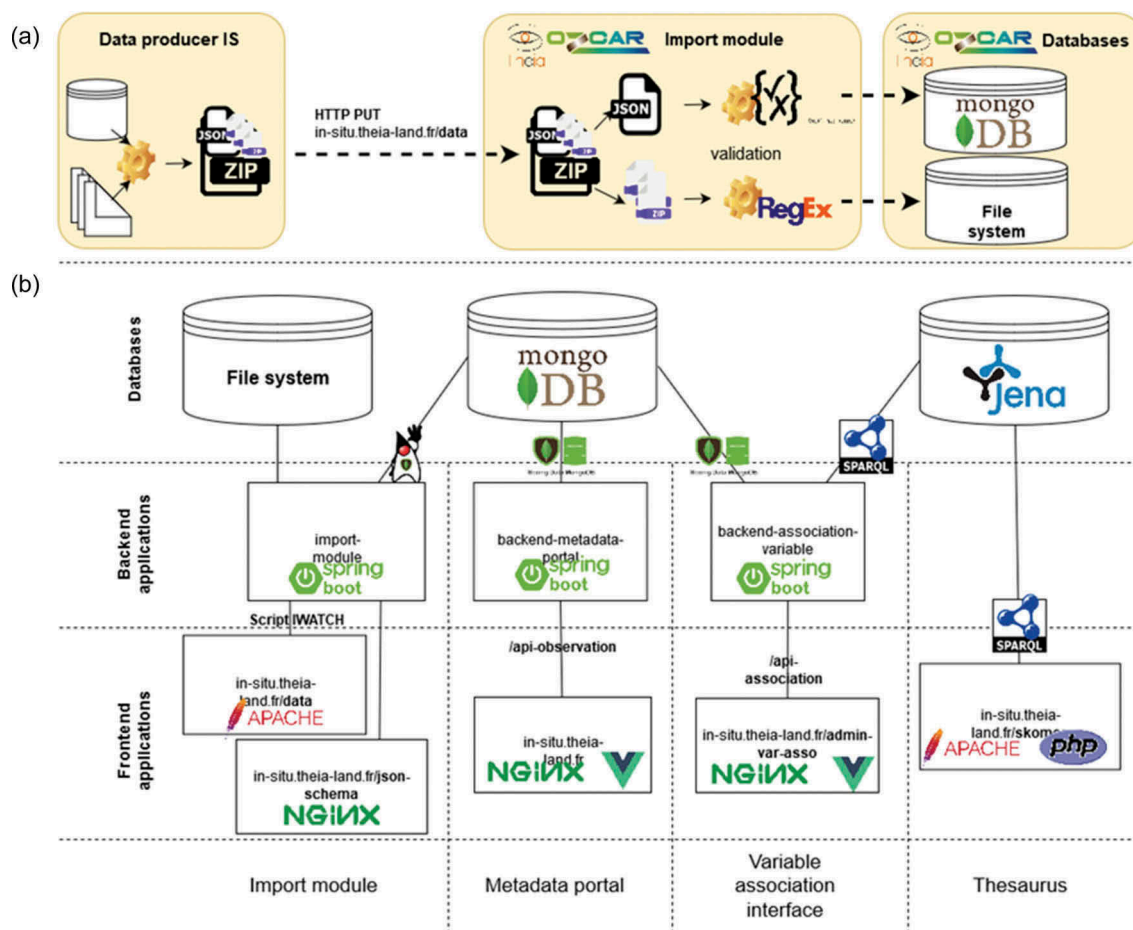 (a)
Data producer IS
JSON
ZIP
ZIP
HTTP PUT
in-situ.theia-land.fr/data
OZCAR
Import module
JSON
ZIP
ZIP
JSON
ZIP
validation
RegEx
OZCAR
Databases
mongo
DB
File
system
(b)
Databases
File system
mongo
DB
Jena
SPARQL
Backend
applications
import-
module
spring
boot
backend-metadata-
portal
spring
boot
backend-association-
variable
spring
boot
Script IWATCH
/api-observation
/api-
association
SPARQL
Frontend
applications
in-situ.theia-
land.fr/data
APACHE
in-situ.theia-land.fr/json-
schema
NGINX
in-situ.theia-
land.fr
NGINX
in-situ.theia-land.fr/admin-
var-asso
NGINX
in-situ.theia-
APACHE
php
Import module
Metadata portal
Variable
association
interface
Thesaurus